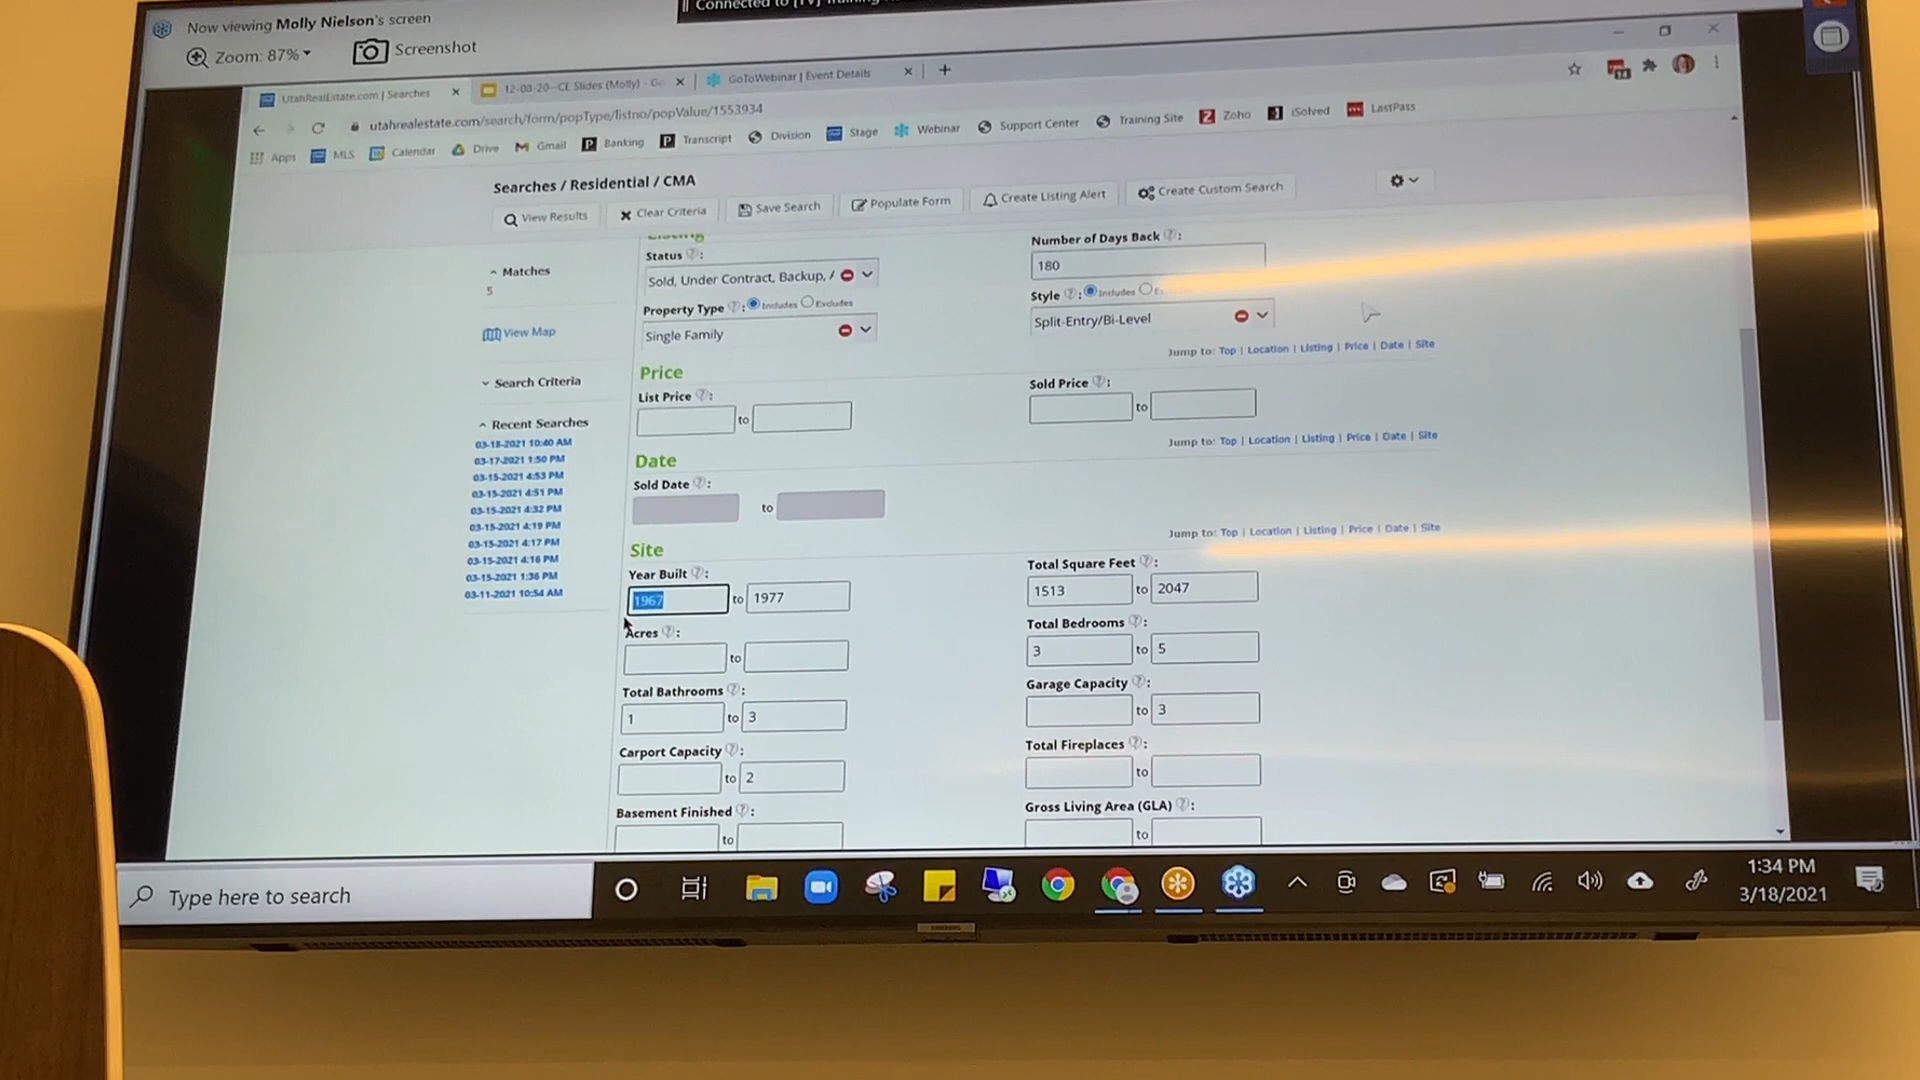 Now viewing Molly Nielson's screen
Zoom: 87%
Screenshot
UtahRealEstate.com | Searches
12-03-20--CE Slides (Molly) - G
GoToWebinar | Event Details
utahrealestate.com/search/form/popType/listno/popValue/1553934
Apps MLS Calendar Drive Gmail Banking Transcript Division Stage Webinar Support Center Training Site Zoho iSolved LastPass
Searches / Residential / CMA
View Results
Clear Criteria
Save Search
Populate Form
Create Listing Alert
Create Custom Search
Matches
5
View Map
Search Criteria
Recent Searches
03-18-2021 10:40 AM
03-17-2021 1:50 PM
03-15-2021 4:53 PM
03-15-2021 4:51 PM
03-15-2021 4:32 PM
03-15-2021 4:19 PM
03-15-2021 4:17 PM
03-15-2021 4:16 PM
03-15-2021 1:36 PM
03-11-2021 10:54 AM
Status :
Sold, Under Contract, Backup, /
Number of Days Back :
180
Property Type : Includes Excludes
Single Family
Style : Includes
Split-Entry/Bi-Level
Jump to: Top | Location | Listing | Price | Date | Site
Price
List Price :
to
Sold Price :
to
Jump to: Top | Location | Listing | Price | Date | Site
Date
Sold Date :
to
Jump to: Top | Location | Listing | Price | Date | Site
Site
Year Built :
1967 to 1977
Total Square Feet :
1513 to 2047
Acres :
to
Total Bedrooms :
3 to 5
Total Bathrooms :
1 to 3
Garage Capacity :
to 3
Carport Capacity :
to 2
Total Fireplaces :
to
Basement Finished :
to
Gross Living Area (GLA) :
to
Type here to search
1:34 PM
3/18/2021
SAMSUNG